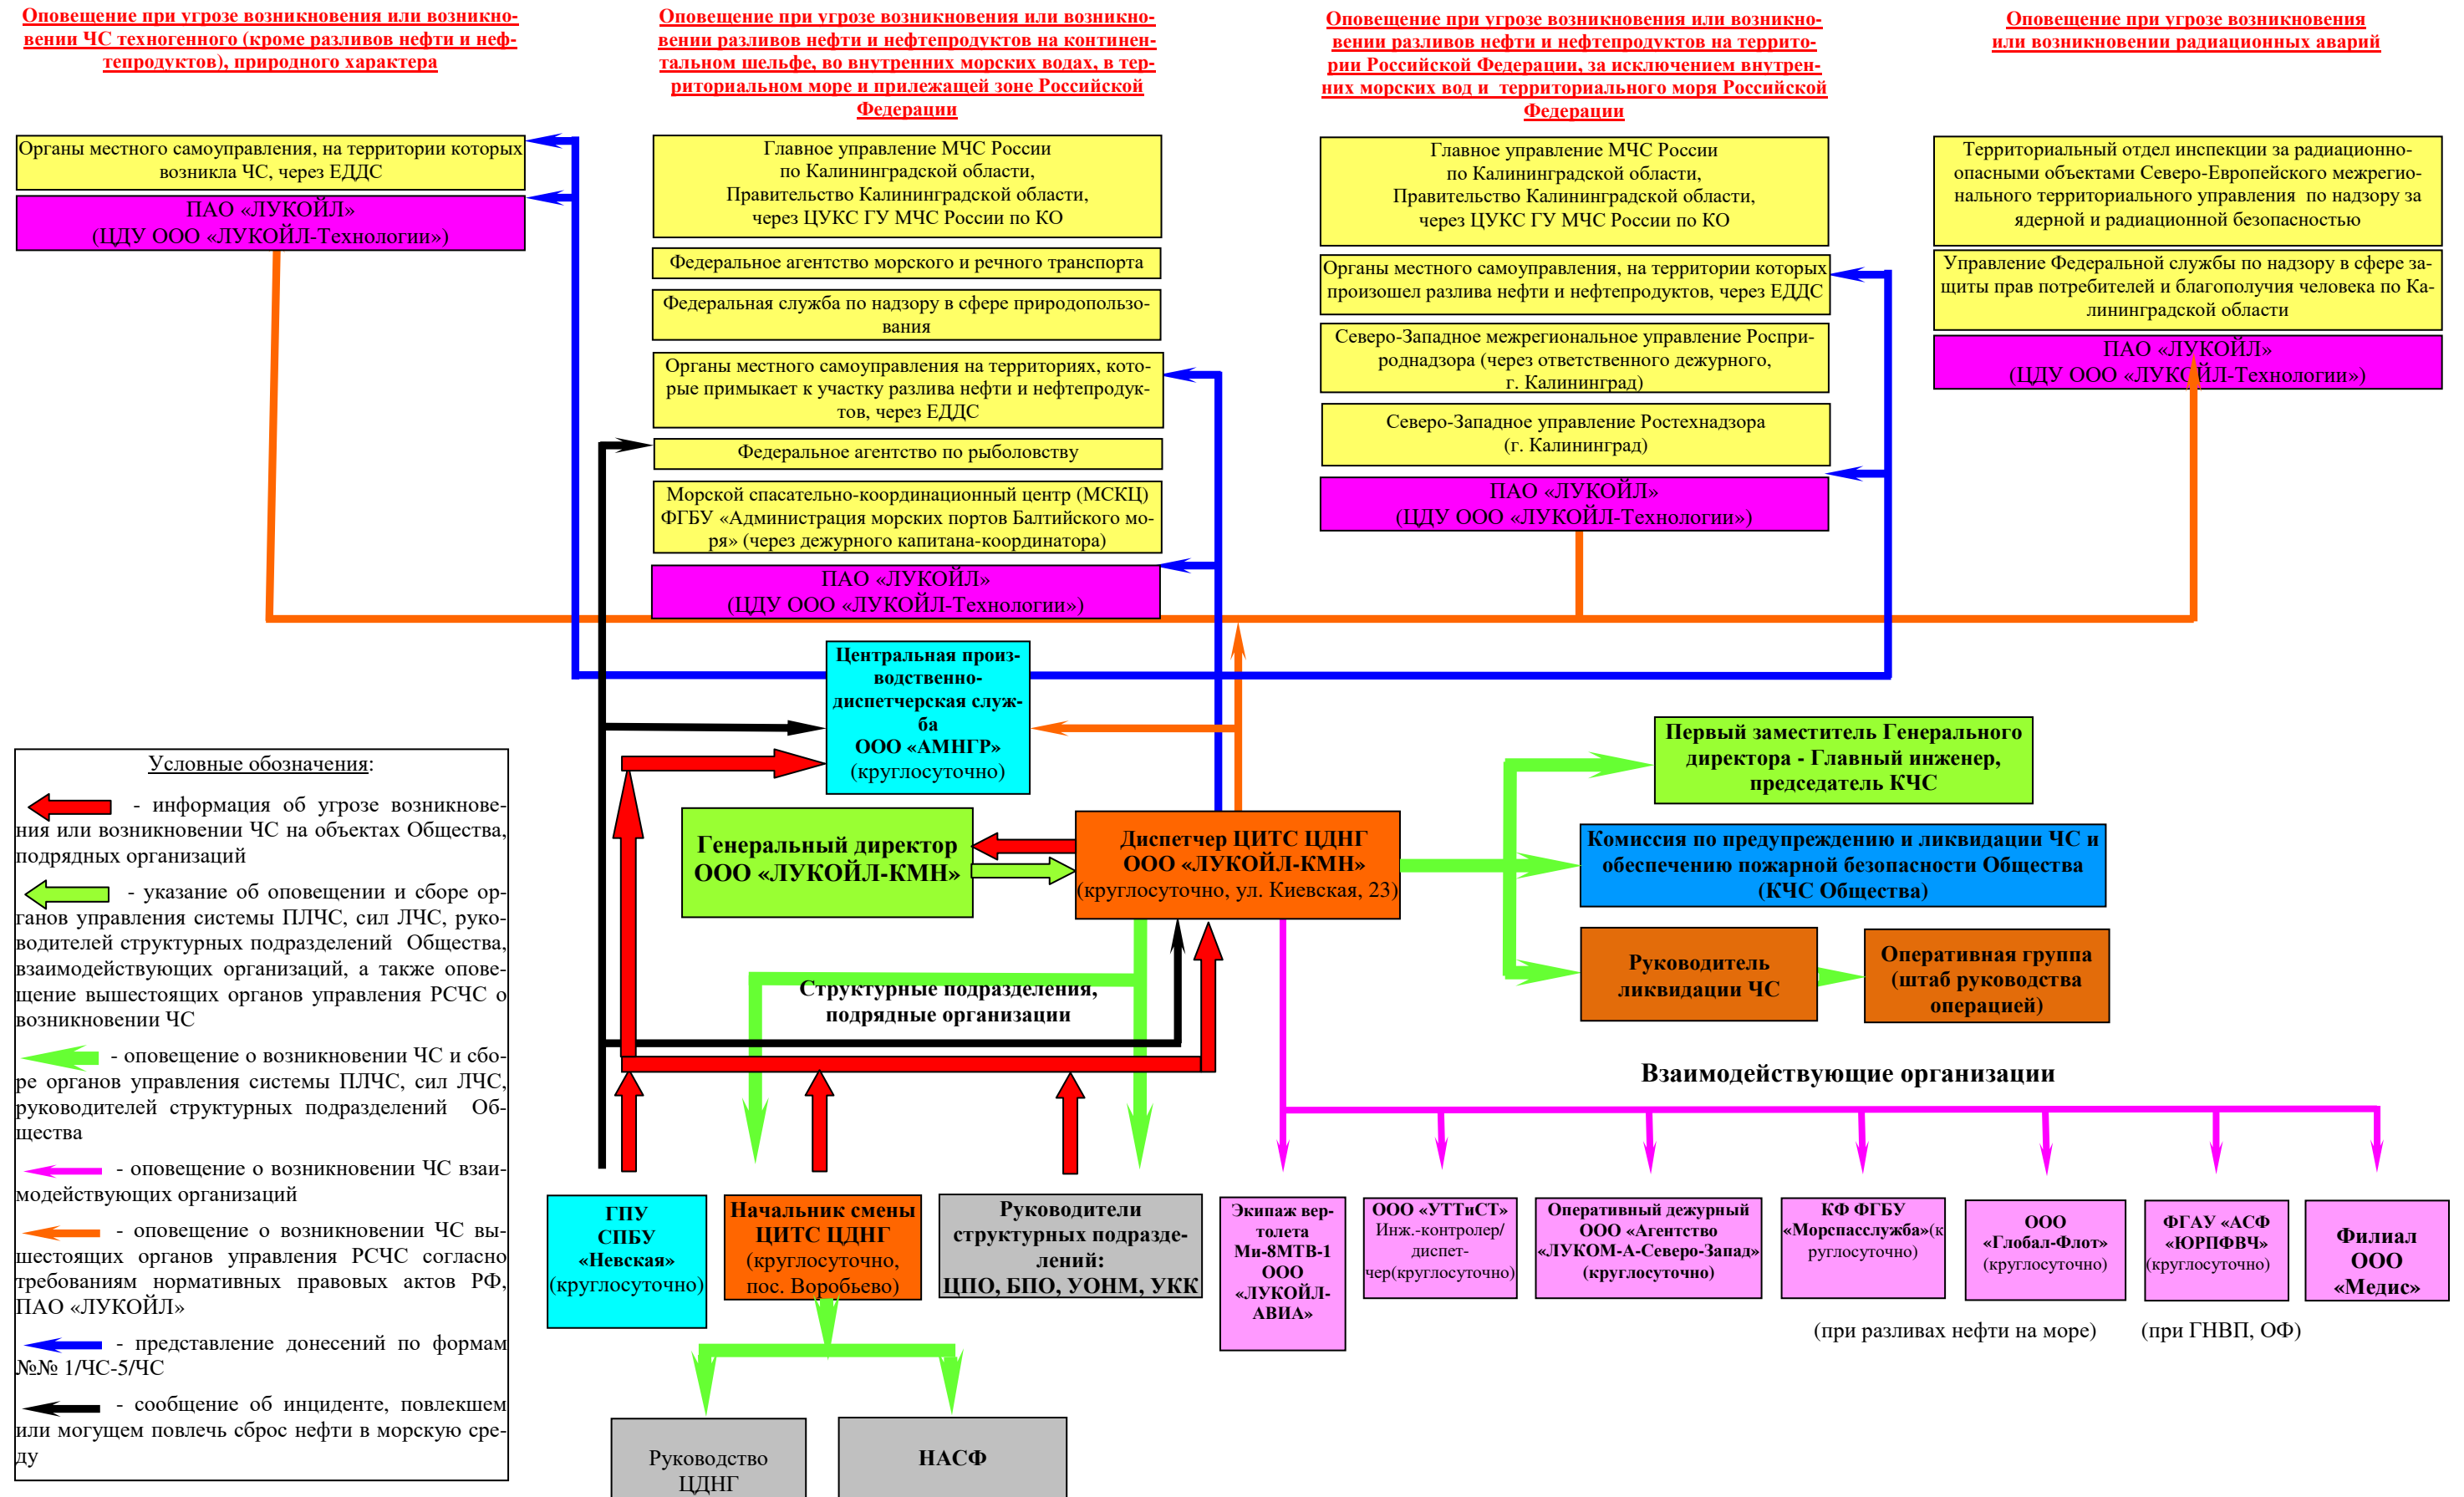 Оповещение при угрозе возникновения или возникно-
вении ЧС техногенного (кроме разливов нефти и неф-
тепродуктов), природного характера
Органы местного самоуправления, на территории которых
возникла ЧС, через ЕДДС
ПАО «ЛУКОЙЛ»
(ЦДУ ООО «ЛУКОЙЛ-Технологии»)
Оповещение при угрозе возникновения или возникно-
вении разливов нефти и нефтепродуктов на континен-
тальном шельфе, во внутренних морских водах, в тер-
риториальном море и прилежащей зоне Российской
Федерации
Главное управление МЧС России
по Калининградской области,
Правительство Калининградской области,
через ЦУКС ГУ МЧС России по КО
Федеральное агентство морского и речного транспорта
Федеральная служба по надзору в сфере природопользо-
вания
Органы местного самоуправления на территориях, кото-
рые примыкает к участку разлива нефти и нефтепродук-
тов, через ЕДДС
Федеральное агентство по рыболовству
Морской спасательно-координационный центр (МСКЦ)
ФГБУ «Администрация морских портов Балтийского мо-
ря» (через дежурного капитана-координатора)
ПАО «ЛУКОЙЛ»
(ЦДУ ООО «ЛУКОЙЛ-Технологии»)
Оповещение при угрозе возникновения или возникно-
вении разливов нефти и нефтепродуктов на террито-
рии Российской Федерации, за исключением внутрен-
них морских вод и территориального моря Российской
Федерации
Главное управление МЧС России
по Калининградской области,
Правительство Калининградской области,
через ЦУКС ГУ МЧС России по КО
Органы местного самоуправления, на территории которых
произошел разлива нефти и нефтепродуктов, через ЕДДС
Северо-Западное межрегиональное управление Роспри-
роднадзора (через ответственного дежурного,
г. Калининград)
Северо-Западное управление Ростехнадзора
(г. Калининград)
ПАО «ЛУКОЙЛ»
(ЦДУ ООО «ЛУКОЙЛ-Технологии»)
Оповещение при угрозе возникновения
или возникновении радиационных аварий
Территориальный отдел инспекции за радиационно-
опасными объектами Северо-Европейского межрегио-
нального территориального управления по надзору за
ядерной и радиационной безопасностью
Управление Федеральной службы по надзору в сфере за-
щиты прав потребителей и благополучия человека по Ка-
лининградской области
ПАО «ЛУКОЙЛ»
(ЦДУ ООО «ЛУКОЙЛ-Технологии»)
Центральная произ-
водственно-
диспетчерская служ-
ба
ООО «АМНГР»
(круглосуточно)
Генеральный директор
ООО «ЛУКОЙЛ-КМН»
Диспетчер ЦИТС ЦДНГ
ООО «ЛУКОЙЛ-КМН»
(круглосуточно, ул. Киевская, 23)
Первый заместитель Генерального
директора - Главный инженер,
председатель КЧС
Комиссия по предупреждению и ликвидации ЧС и
обеспечению пожарной безопасности Общества
(КЧС Общества)
Руководитель
ликвидации ЧС
Оперативная группа
(штаб руководства
операцией)
Условные обозначения:
- информация об угрозе возникнове-
ния или возникновении ЧС на объектах Общества,
подрядных организаций
- указание об оповещении и сборе ор-
ганов управления системы ПЛЧС, сил ЛЧС, руко-
водителей структурных подразделений Общества,
взаимодействующих организаций, а также опове-
щение вышестоящих органов управления РСЧС о
возникновении ЧС
- оповещение о возникновении ЧС и сбо-
ре органов управления системы ПЛЧС, сил ЛЧС,
руководителей структурных подразделений Об-
щества
- оповещение о возникновении ЧС взаи-
модействующих организаций
- оповещение о возникновении ЧС вы-
шестоящих органов управления РСЧС согласно
требованиям нормативных правовых актов РФ,
ПАО «ЛУКОЙЛ»
- представление донесений по формам
№№ 1/ЧС-5/ЧС
- сообщение об инциденте, повлекшем
или могущем повлечь сброс нефти в морскую сре-
ду
Структурные подразделения,
подрядные организации
ГПУ
СПБУ
«Невская»
(круглосуточно)
Начальник смены
ЦИТС ЦДНГ
(круглосуточно,
пос. Воробьево)
Руководители
структурных подразде-
лений:
ЦПО, БПО, УОНМ, УКК
Руководство
ЦДНГ
НАСФ
Взаимодействующие организации
Экипаж вер-
толета
Ми-8МТВ-1
ООО
«ЛУКОЙЛ-
АВИА»
ООО «УТТиСТ»
Инж.-контролер/
диспет-
чер(круглосуточно)
Оперативный дежурный
ООО «Агентство
«ЛУКОМ-А-Северо-Запад»
(круглосуточно)
КФ ФГБУ
«Морспасслужба»(к
руглосуточно)
ООО
«Глобал-Флот»
(круглосуточно)
ФГАУ «АСФ
«ЮРПФВЧ»
(круглосуточно)
Филиал
ООО
«Медис»
(при разливах нефти на море)
(при ГНВП, ОФ)